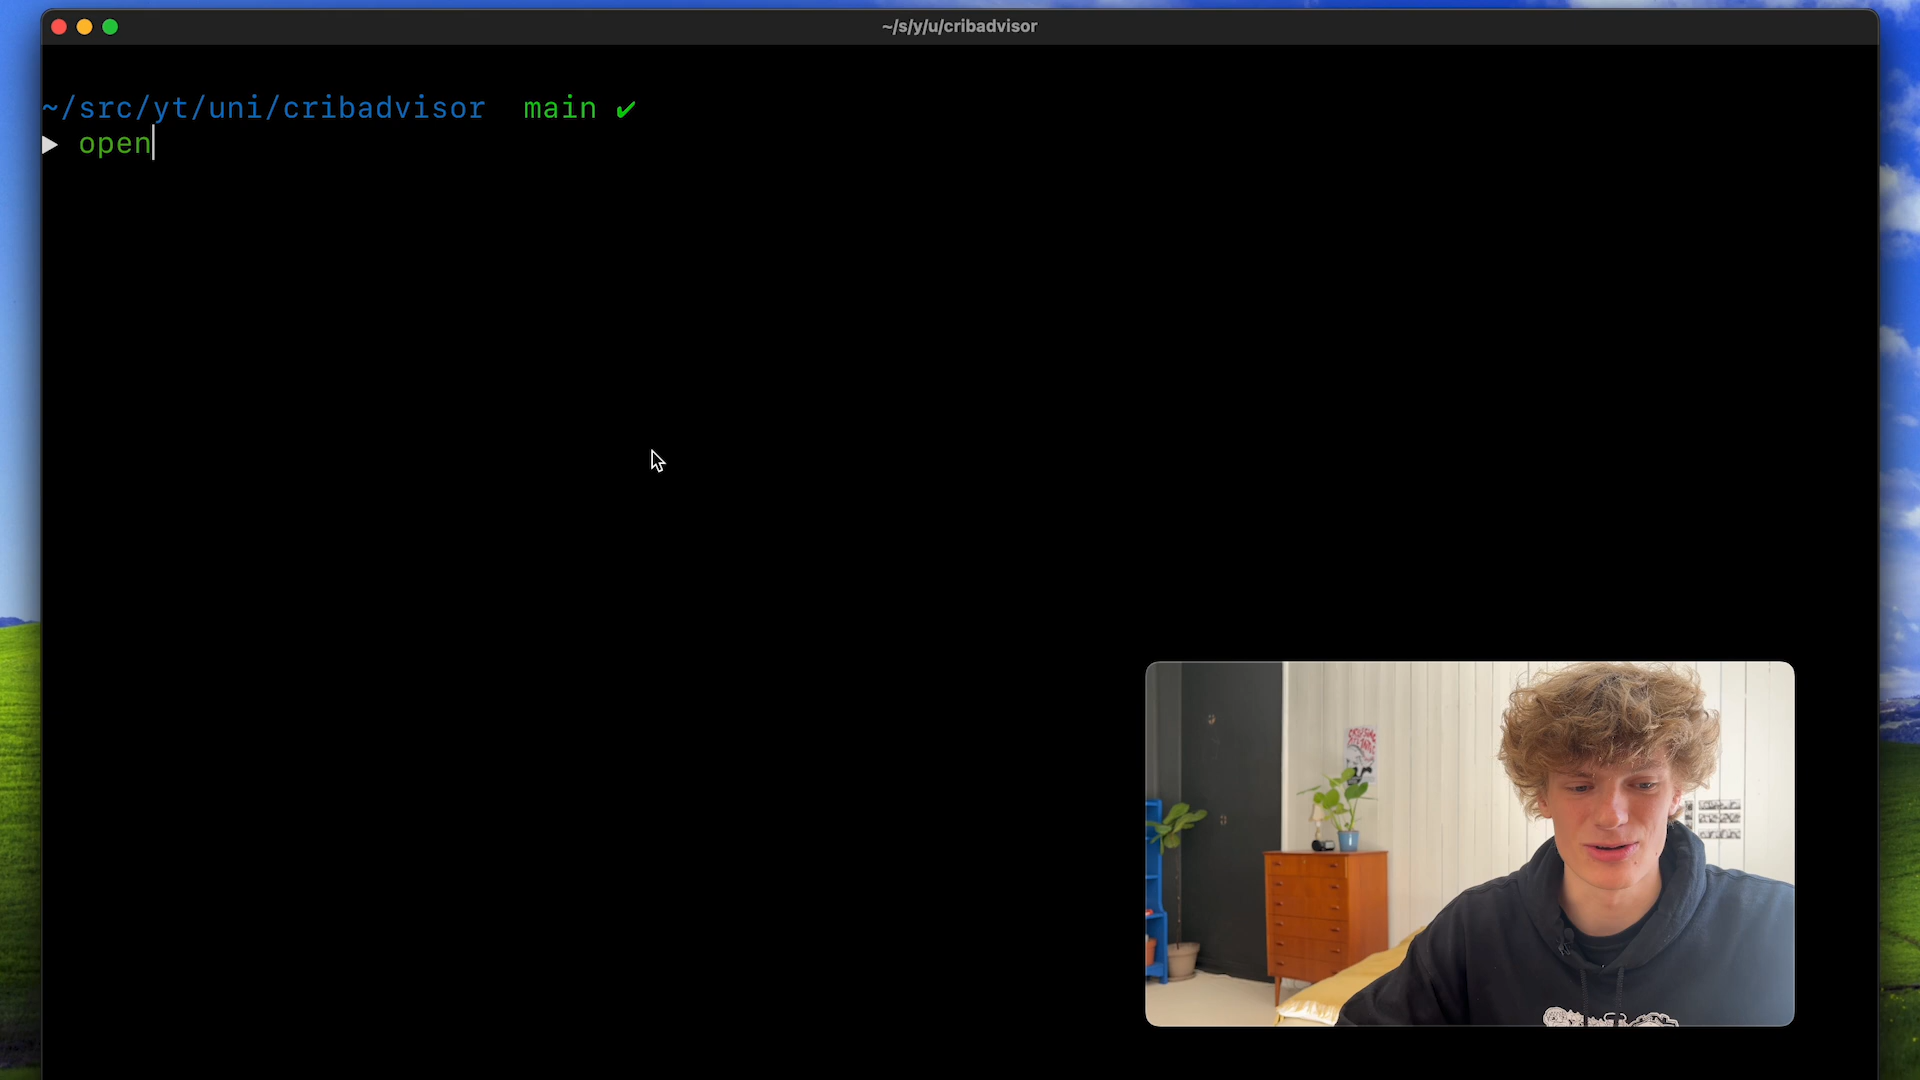 ~/s/y/u/cribadvisor
~/src/yt/uni/cribadvisor main ✔
▶ open